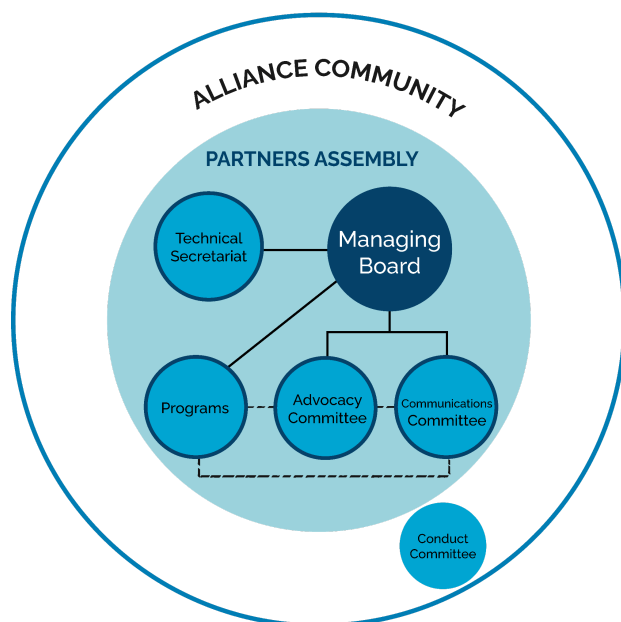 ALLIANCE COMMUNITY
PARTNERS ASSEMBLY
Technical
Secretariat
Managing
Board
Programs
Advocacy
Committee
Communications
Committee
Conduct
Committee